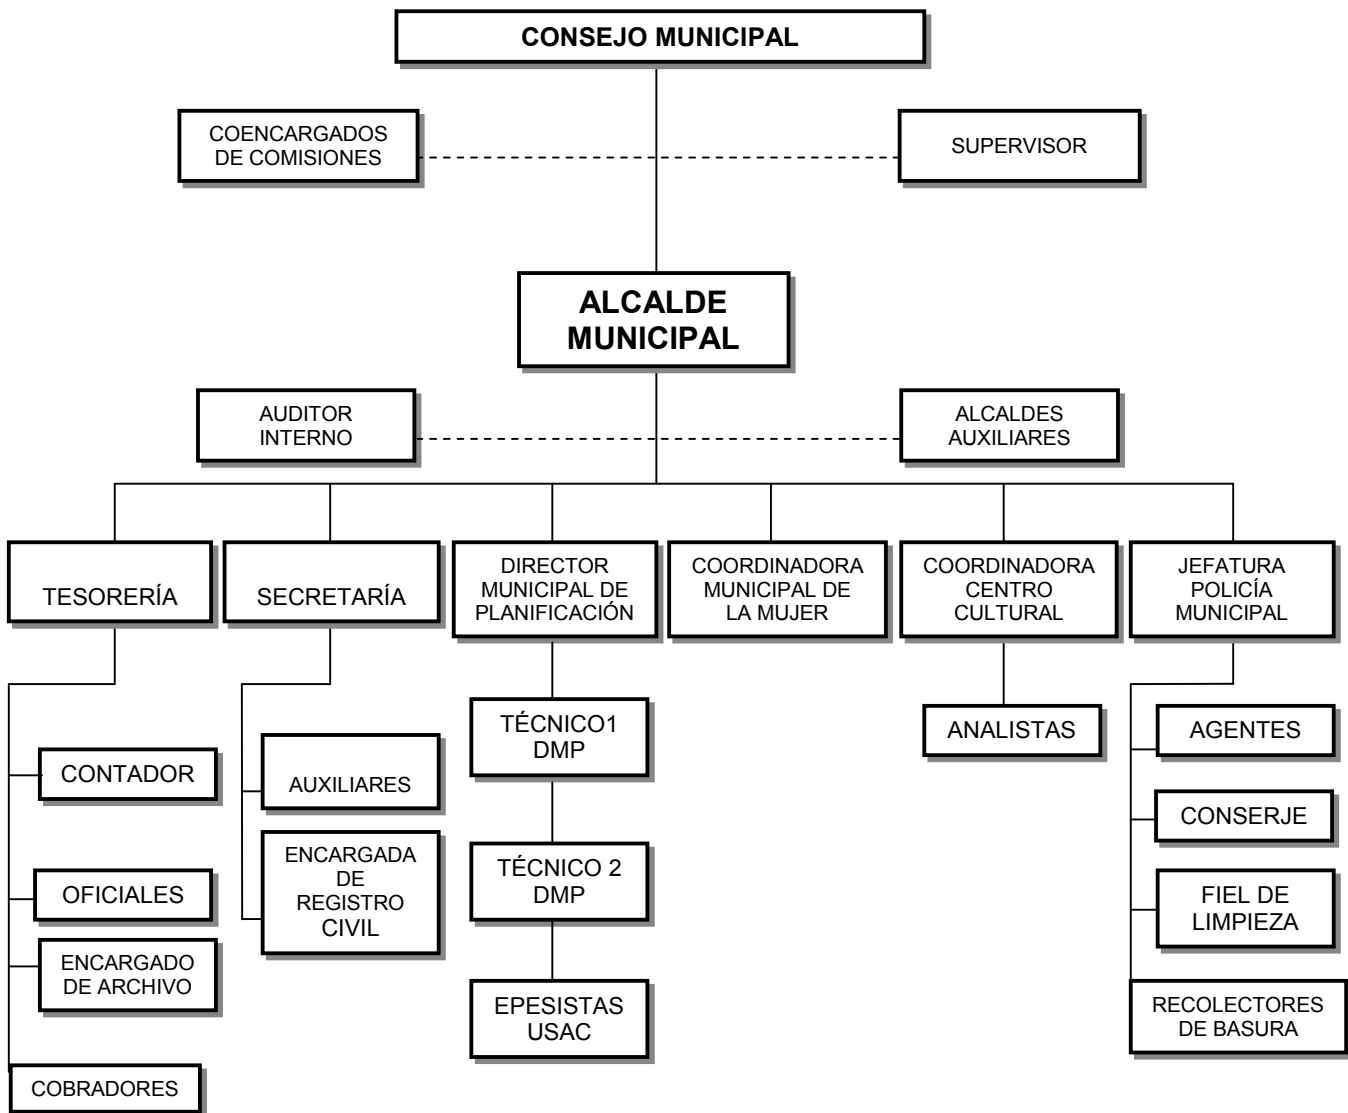 CONSEJO MUNICIPAL
COENCARGADOS
DE COMISIONES
SUPERVISOR
ALCALDE
MUNICIPAL
AUDITOR
INTERNO
ALCALDES
AUXILIARES
TESORERÍA
SECRETARÍA
DIRECTOR
MUNICIPAL DE
PLANIFICACIÓN
COORDINADORA
MUNICIPAL DE
LA MUJER
COORDINADORA
CENTRO
CULTURAL
JEFATURA
POLICÍA
MUNICIPAL
CONTADOR
OFICIALES
ENCARGADO
DE ARCHIVO
COBRADORES
AUXILIARES
ENCARGADA
DE
REGISTRO
CIVIL
TÉCNICO1
DMP
TÉCNICO 2
DMP
EPESISTAS
USAC
ANALISTAS
AGENTES
CONSERJE
FIEL DE
LIMPIEZA
RECOLECTORES
DE BASURA